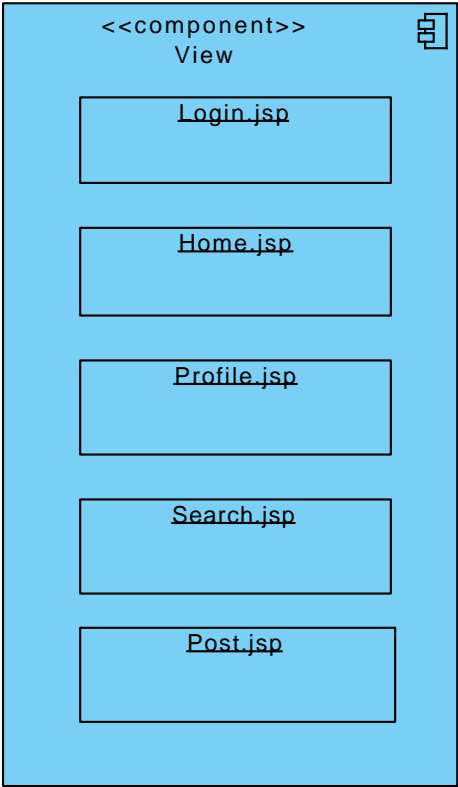 <<component>>
View
Login.jsp
Home.jsp
Profile.jsp
Search.jsp
Post.jsp